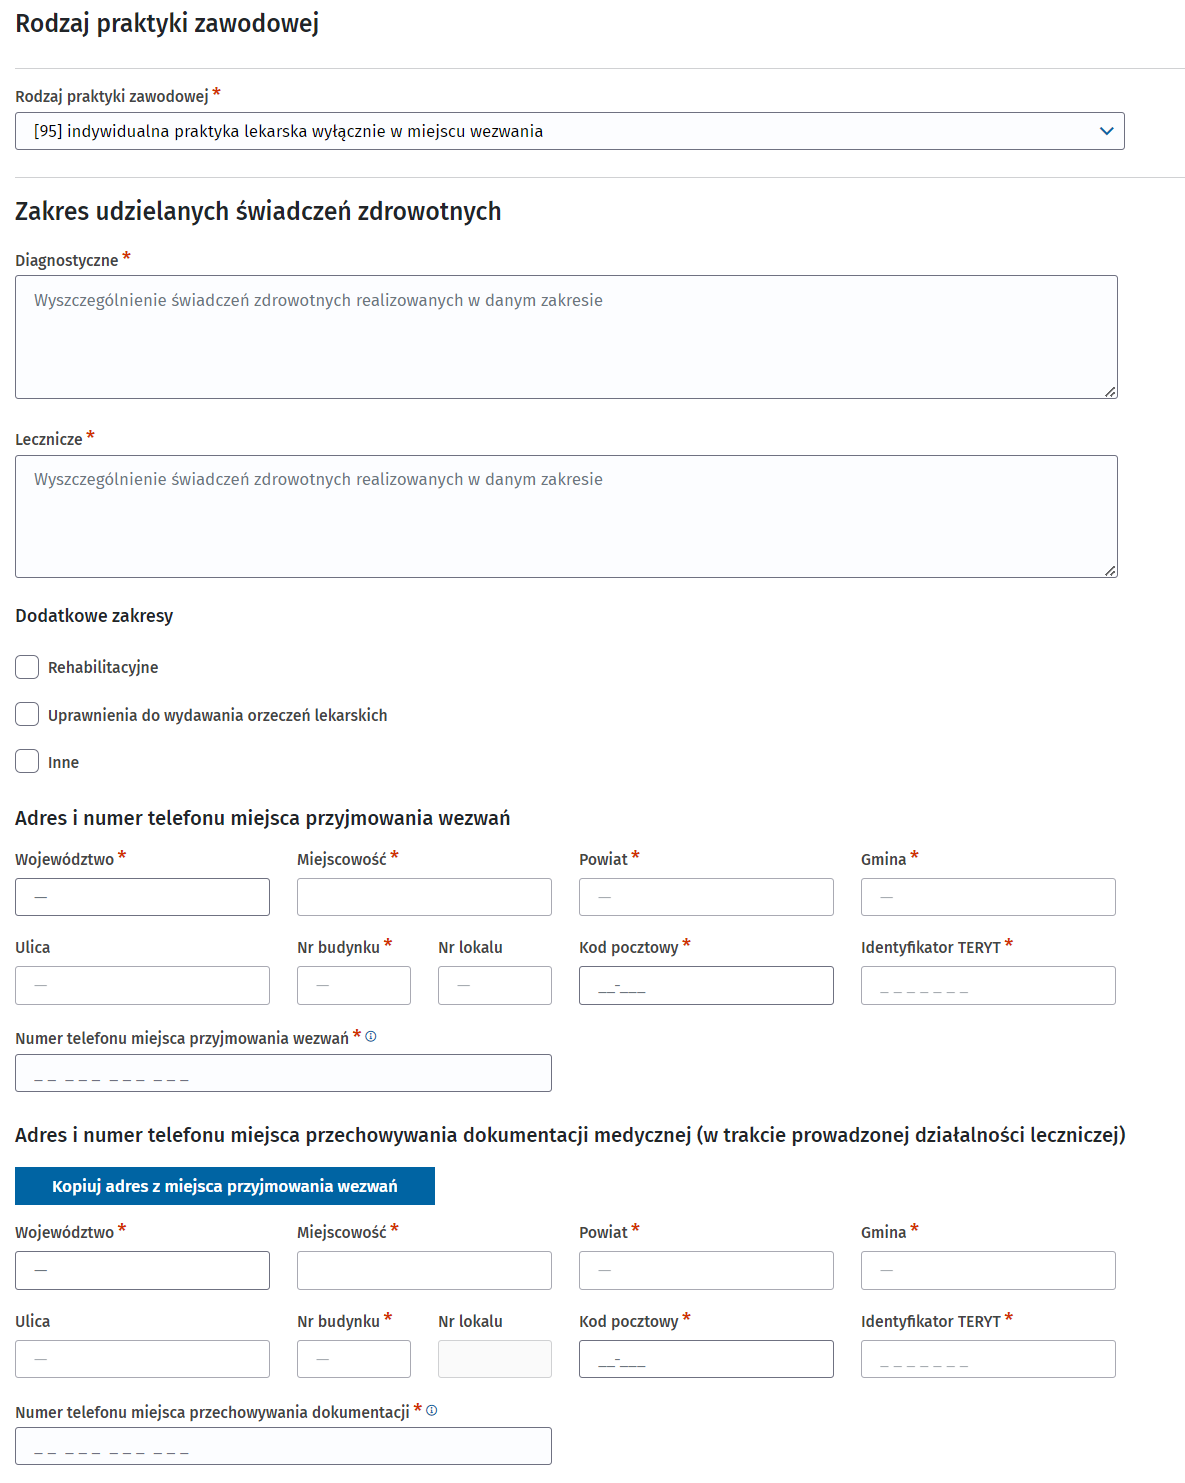 Rodzaj praktyki zawodowej
Rodzaj praktyki zawodowej *
[95] indywidualna praktyka lekarska wyłącznie w miejscu wezwania
Zakres udzielanych świadczeń zdrowotnych
Diagnostyczne *
Wyszczególnienie świadczeń zdrowotnych realizowanych w danym zakresie
Lecznicze *
Wyszczególnienie świadczeń zdrowotnych realizowanych w danym zakresie
Dodatkowe zakresy
Rehabilitacyjne
Uprawnienia do wydawania orzeczeń lekarskich
Inne
Adres i numer telefonu miejsca przyjmowania wezwań
Województwo * Miejscowość * Powiat * Gmina *
— — —
Ulica Nr budynku * Nr lokalu Kod pocztowy * Identyfikator TERYT *
— — — __-___ _ _ _ _ _ _ _
Numer telefonu miejsca przyjmowania wezwań *
_ _ _ _ _ _ _ _ _ _ _
Adres i numer telefonu miejsca przechowywania dokumentacji medycznej (w trakcie prowadzonej działalności leczniczej)
Kopiuj adres z miejsca przyjmowania wezwań
Województwo * Miejscowość * Powiat * Gmina *
— — —
Ulica Nr budynku * Nr lokalu Kod pocztowy * Identyfikator TERYT *
— — __-___ _ _ _ _ _ _ _
Numer telefonu miejsca przechowywania dokumentacji *
_ _ _ _ _ _ _ _ _ _ _